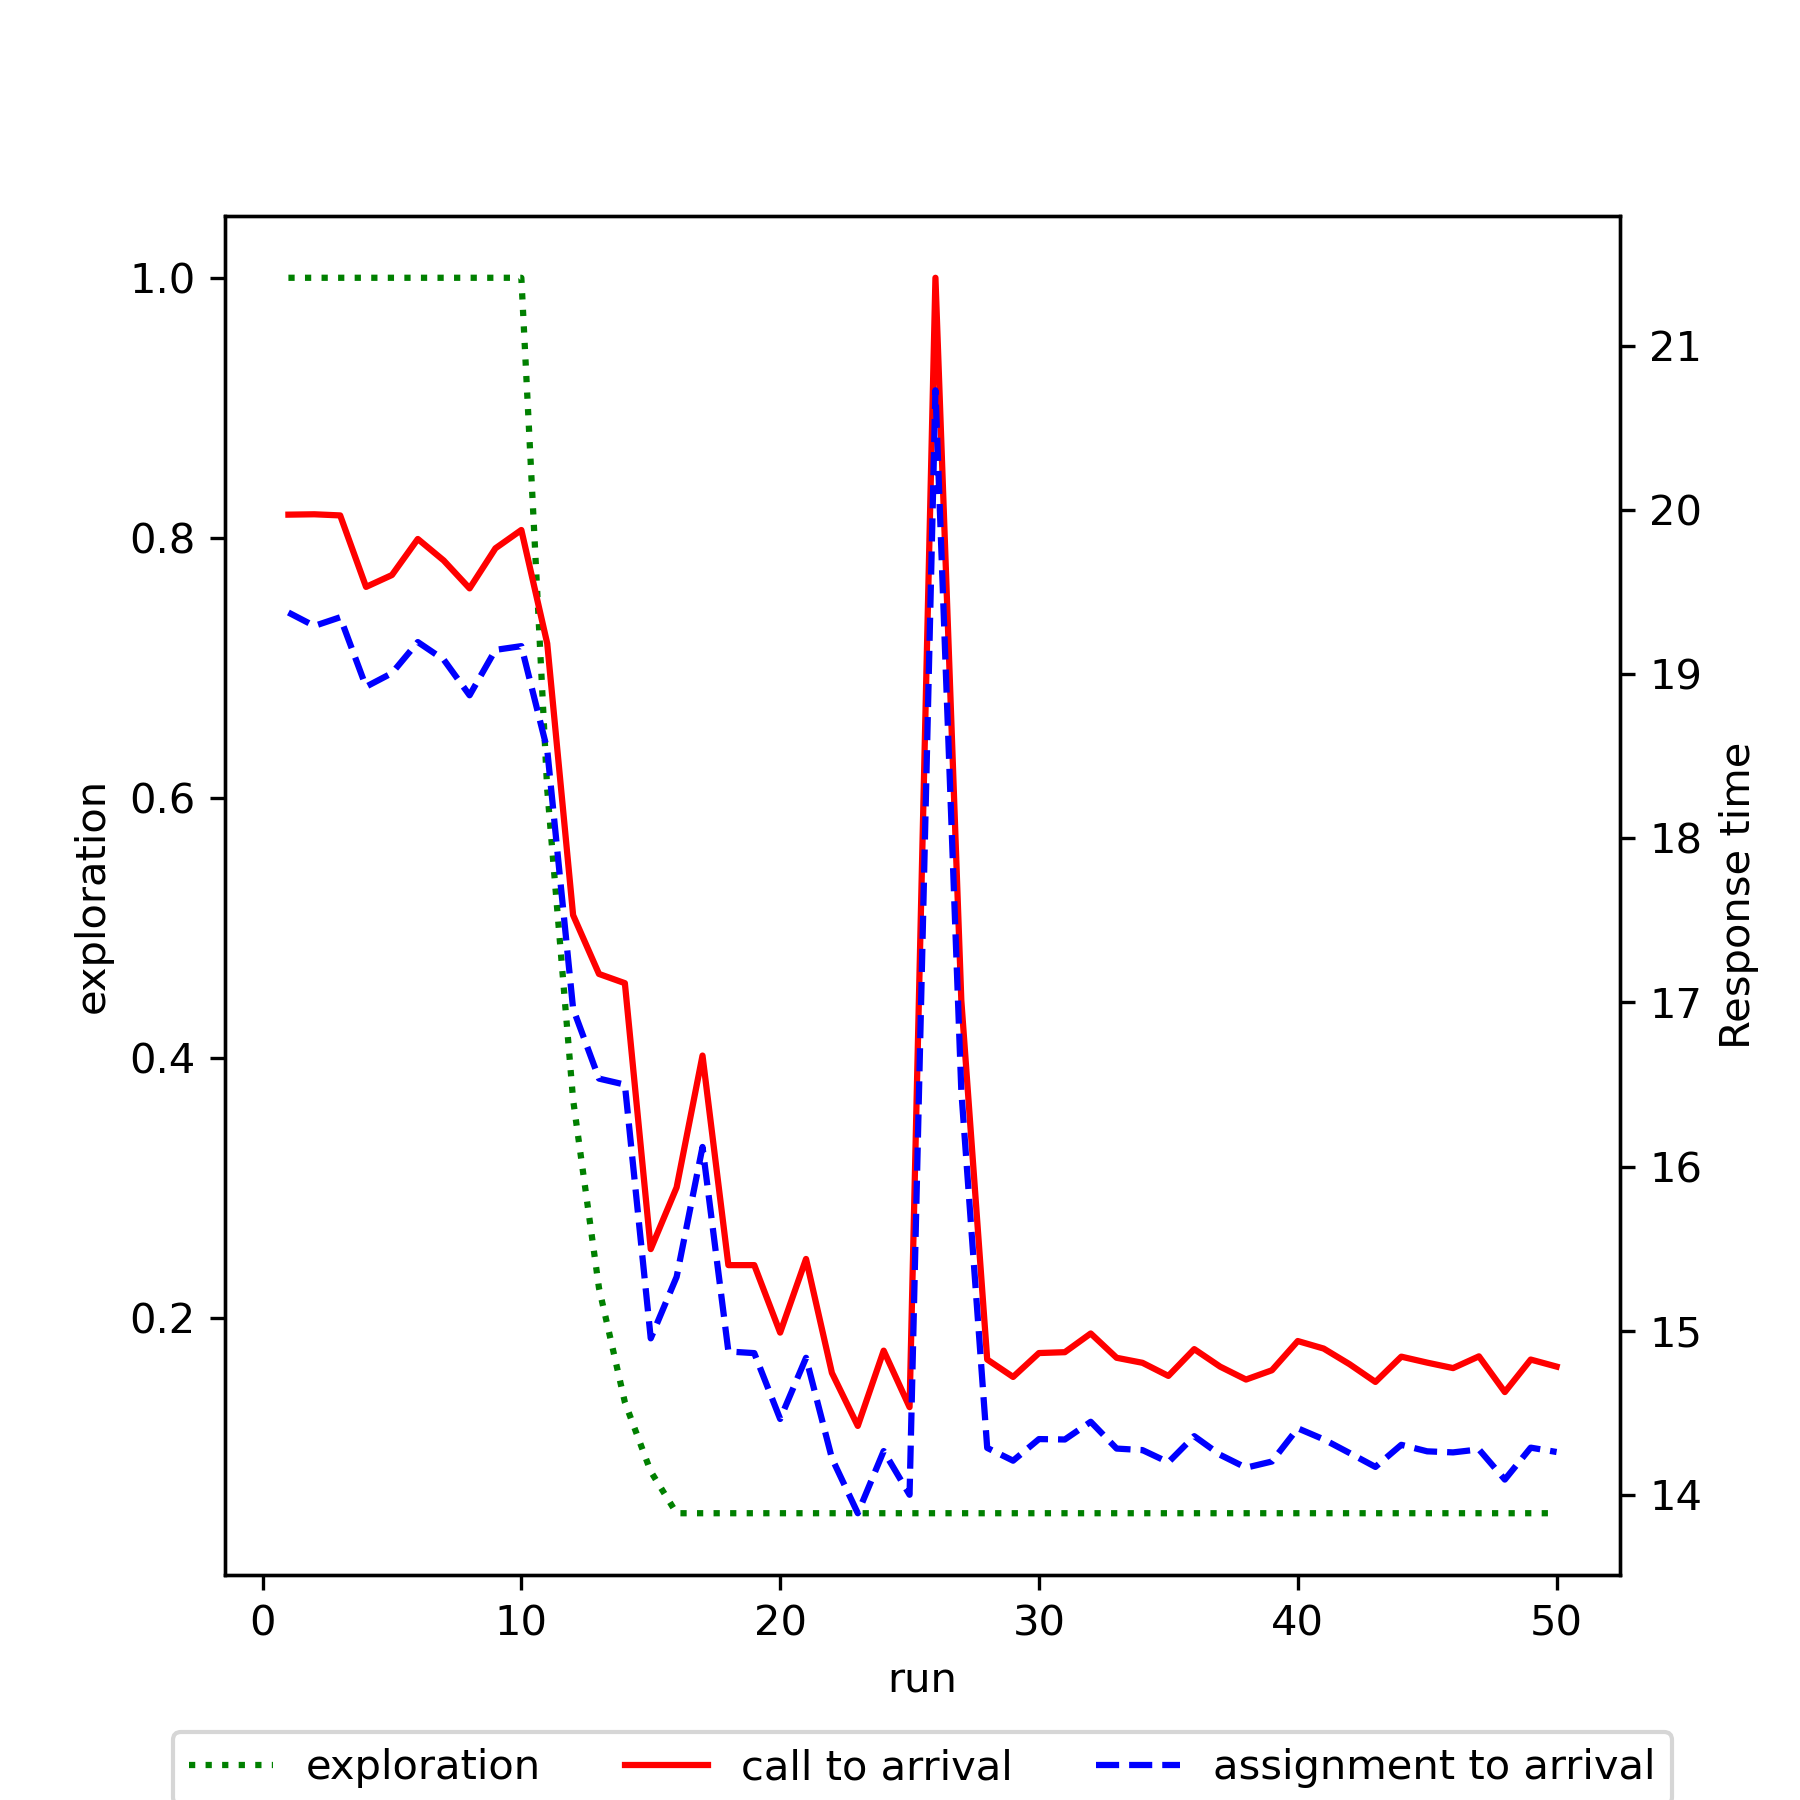 1.0
0.8
0.6
0.4
0.2
exploration
21
20
19
18
17
16
15
14
Response time
0 10 20 30 40 50
run
exploration call to arrival assignment to arrival